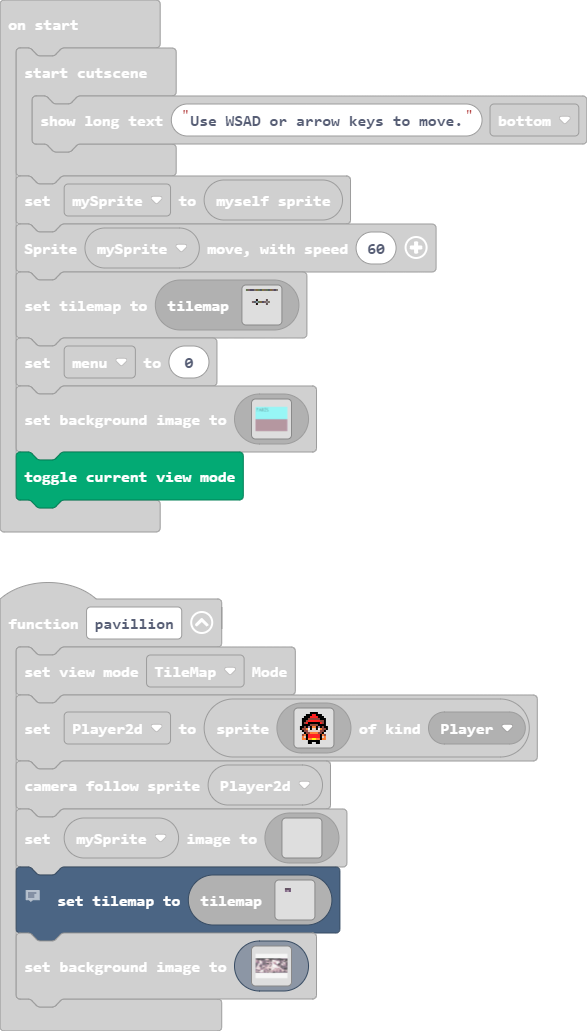 on start
start cutscene
show long text "Use WSAD or arrow keys to move." bottom
set mySprite to myself sprite
Sprite mySprite move, with speed 60
set tilemap to tilemap
set menu to 0
set background image to
toggle current view mode
function pavillion
set view mode TileMap Mode
set Player2d to sprite of kind Player
camera follow sprite Player2d
set mySprite image to
set tilemap to tilemap
set background image to